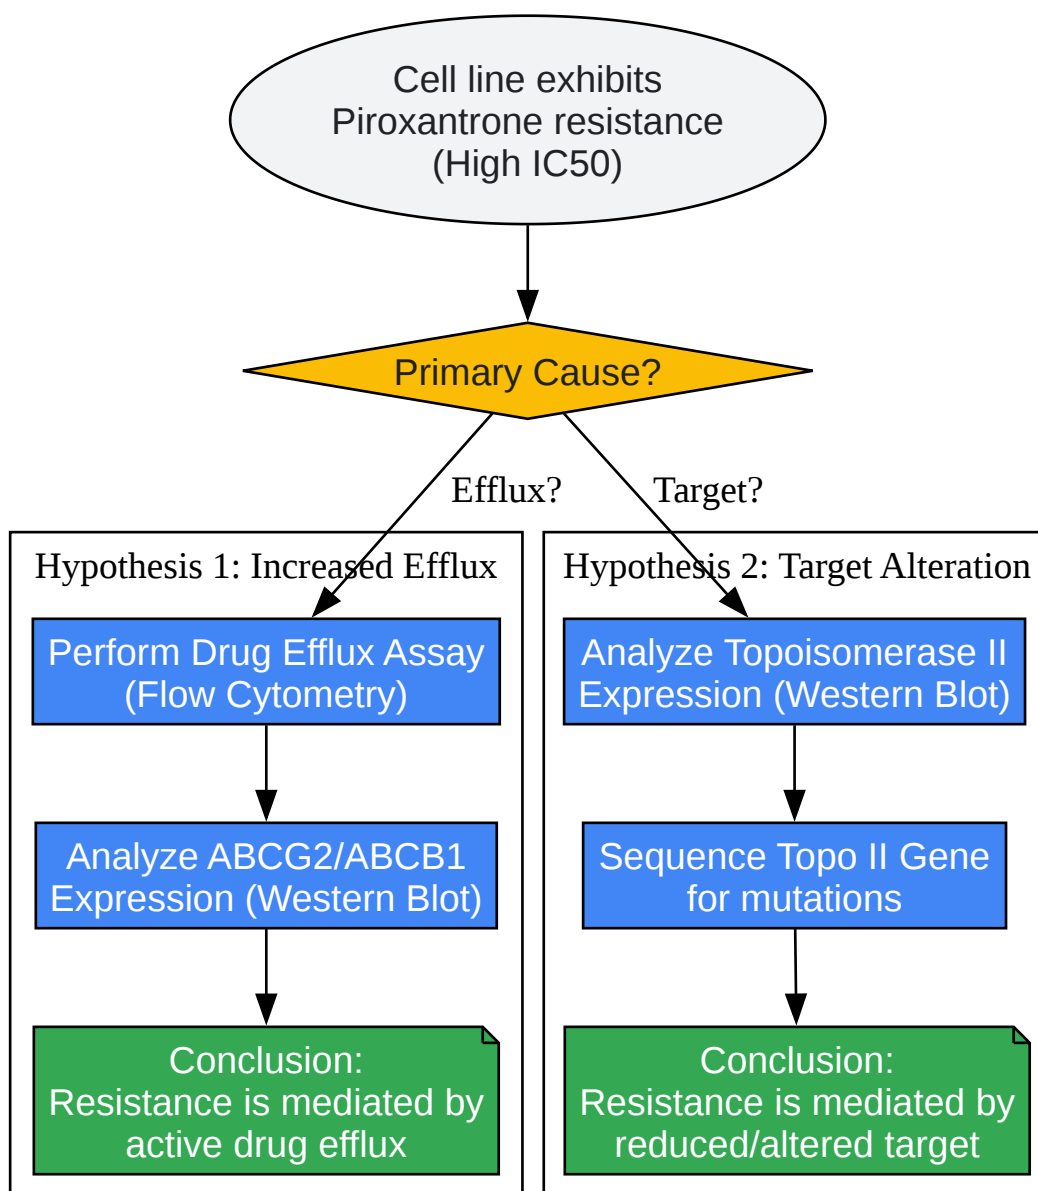 Cell line exhibits
Piroxantrone resistance
(High IC50)
Primary Cause?
Efflux?
Target?
Hypothesis 1: Increased Efflux
Perform Drug Efflux Assay
(Flow Cytometry)
Analyze ABCG2/ABCB1
Expression (Western Blot)
Conclusion:
Resistance is mediated by
active drug efflux
Hypothesis 2: Target Alteration
Analyze Topoisomerase II
Expression (Western Blot)
Sequence Topo II Gene
for mutations
Conclusion:
Resistance is mediated by
reduced/altered target